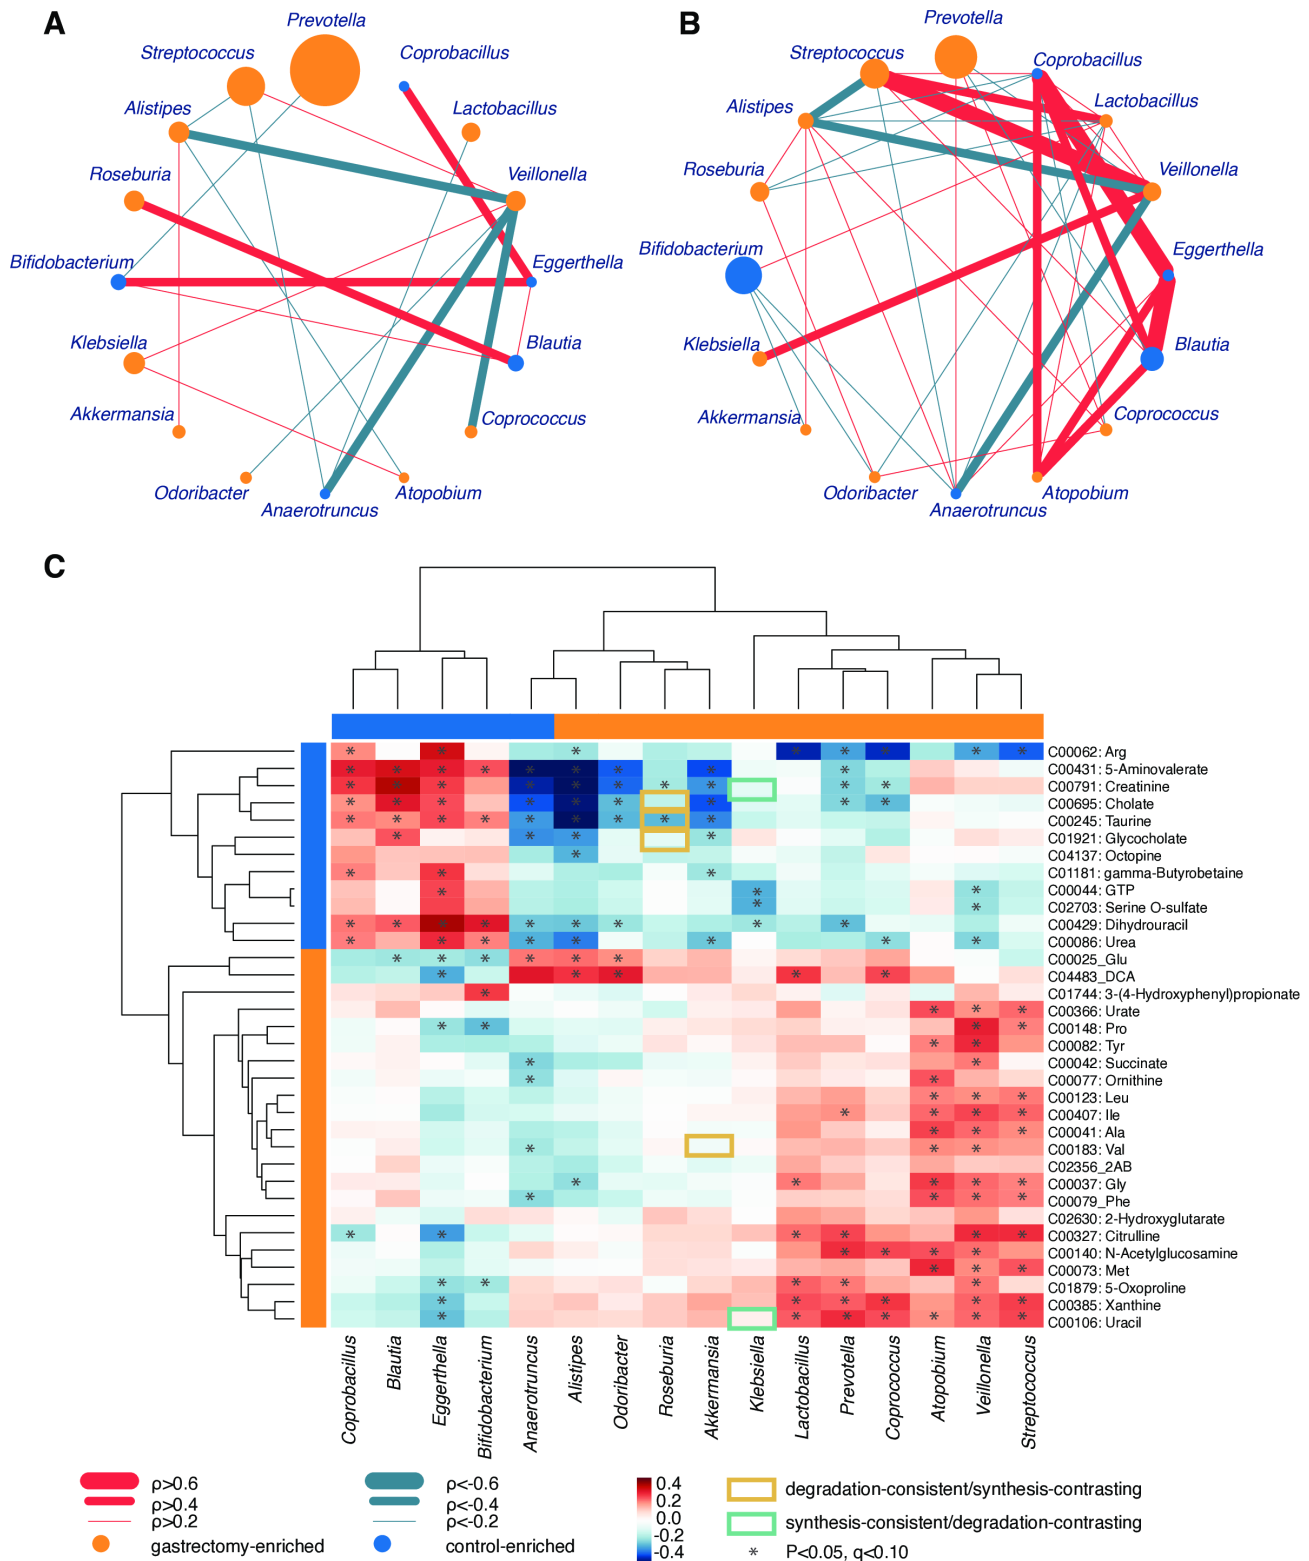 A
B
Prevotella
Streptococcus
Coprobacillus
Alistipes
Lactobacillus
Roseburia
Veillonella
Bifidobacterium
Eggerthella
Klebsiella
Blautia
Akkermansia
Coprococcus
Odoribacter
Atopobium
Anaerotruncus
Prevotella
Streptococcus
Coprobacillus
Alistipes
Lactobacillus
Roseburia
Veillonella
Bifidobacterium
Eggerthella
Klebsiella
Blautia
Akkermansia
Coprococcus
Odoribacter
Atopobium
Anaerotruncus
C
C00062: Arg
C00431: 5-Aminovalerate
C00791: Creatinine
C00695: Cholate
C00245: Taurine
C01921: Glycocholate
C04137: Octopine
C01181: gamma-Butyrobetaine
C00044: GTP
C02703: Serine O-sulfate
C00429: Dihydrouracil
C00086: Urea
C00025_Glu
C04483_DCA
C01744: 3-(4-Hydroxyphenyl)propionate
C00366: Urate
C00148: Pro
C00082: Tyr
C00042: Succinate
C00077: Ornithine
C00123: Leu
C00407: Ile
C00041: Ala
C00183: Val
C02356_2AB
C00037: Gly
C00079_Phe
C02630: 2-Hydroxyglutarate
C00327: Citrulline
C00140: N-Acetylglucosamine
C00073: Met
C01879: 5-Oxoproline
C00385: Xanthine
C00106: Uracil
Coprobacillus
Blautia
Eggerthella
Bifidobacterium
Anaerotruncus
Alistipes
Odoribacter
Roseburia
Akkermansia
Klebsiella
Lactobacillus
Prevotella
Coprococcus
Atopobium
Veillonella
Streptococcus
ρ>0.6
ρ>0.4
ρ>0.2
gastrectomy-enriched
ρ<-0.6
ρ<-0.4
ρ<-0.2
control-enriched
0.4
0.2
0.0
-0.2
-0.4
degradation-consistent/synthesis-contrasting
synthesis-consistent/degradation-contrasting
* P<0.05, q<0.10